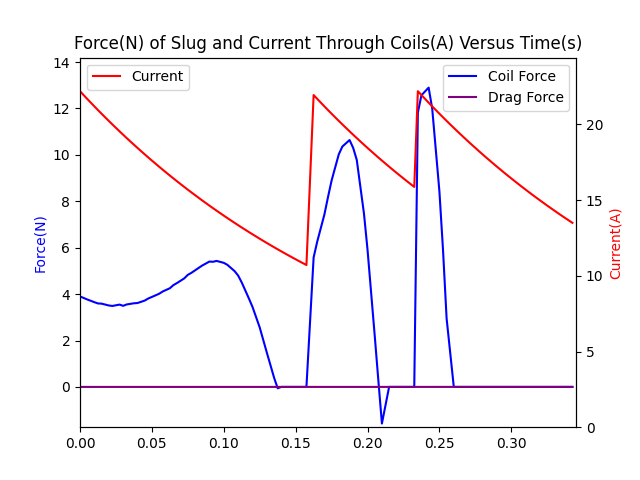 Force(N) of Slug and Current Through Coils(A) Versus Time(s)
Current
Coil Force
Drag Force
Force(N)
14
12
10
8
6
4
2
0
Current(A)
20
15
10
5
0
0.00 0.05 0.10 0.15 0.20 0.25 0.30